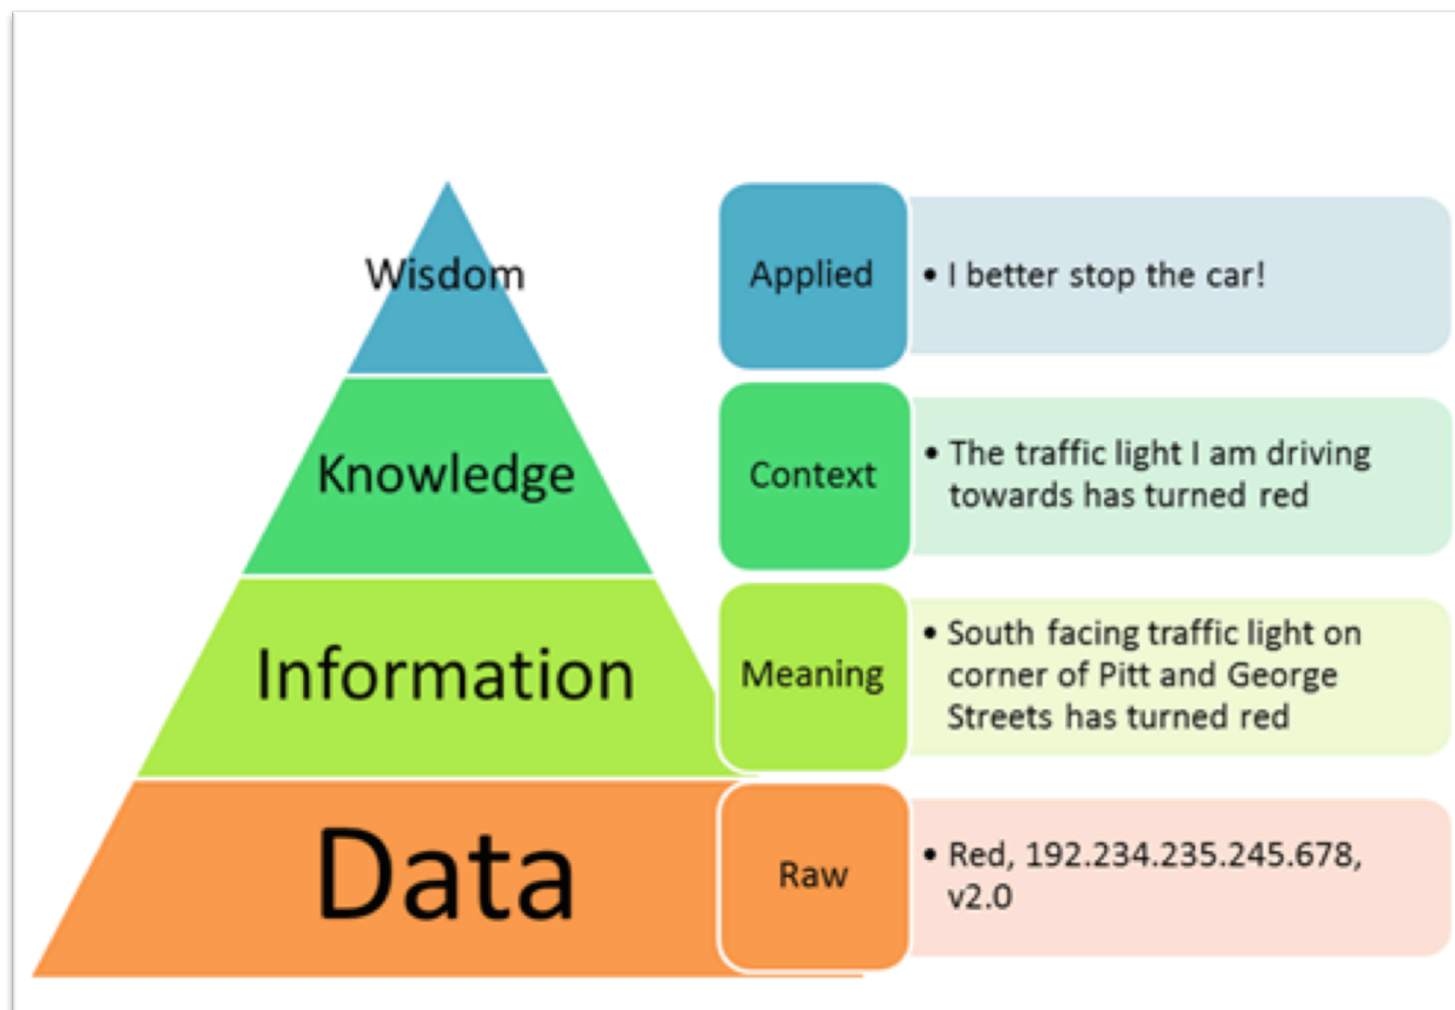 Wisdom
Applied
• I better stop the car!
Knowledge
Context
• The traffic light I am driving
towards has turned red
Information
Meaning
• South facing traffic light on
corner of Pitt and George
Streets has turned red
Data
Raw
• Red, 192.234.235.245.678,
v2.0